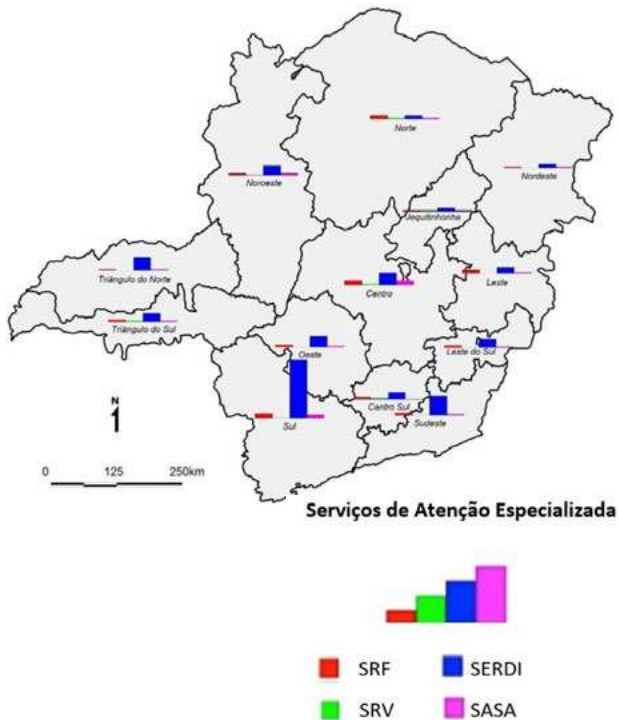 Norte
Nordeste
Noroeste
Jequitinhonha
Triângulo do Norte
Centro
Leste
Triângulo do Sul
Oeste
Leste do Sul
Centro Sul
Sul
Sudeste
N
0 125 250km
Serviços de Atenção Especializada
SRF SERDI
SRV SASA